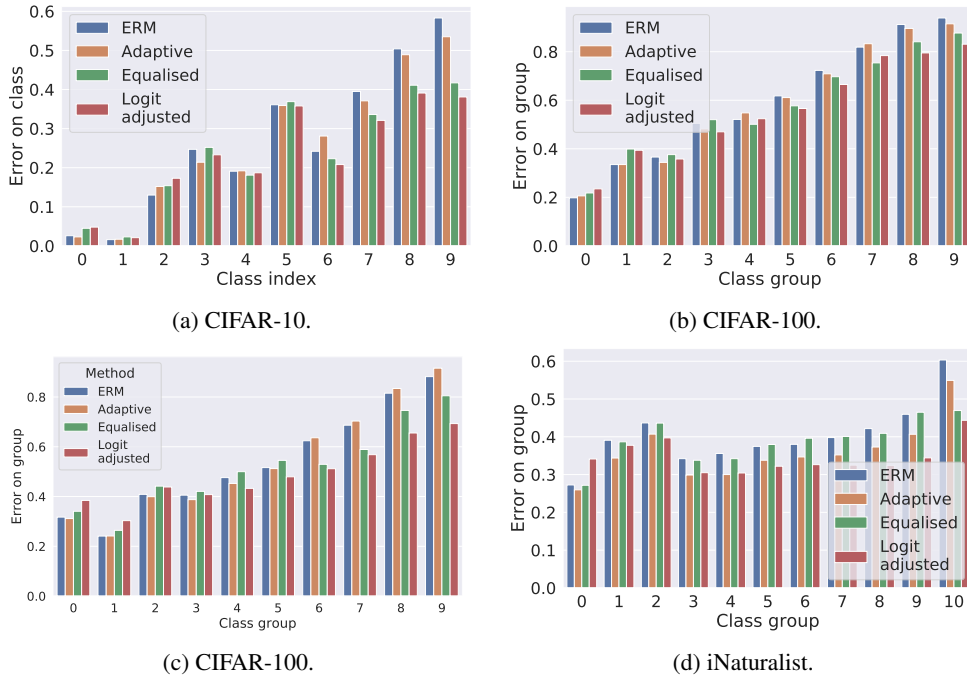 0.6
0.5
0.4
0.3
0.2
0.1
0.0
Error on class
ERM
Adaptive
Equalised
Logit
adjusted
0 1 2 3 4 5 6 7 8 9
Class index
(a) CIFAR-10.
0.8
0.6
0.4
0.2
0.0
Error on group
ERM
Adaptive
Equalised
Logit
adjusted
0 1 2 3 4 5 6 7 8 9
Class group
(b) CIFAR-100.
0.8
0.6
0.4
0.2
0.0
Error on group
Method
ERM
Adaptive
Equalised
Logit
adjusted
0 1 2 3 4 5 6 7 8 9
Class group
(c) CIFAR-100.
0.6
0.5
0.4
0.3
0.2
0.1
0.0
Error on group
ERM
Adaptive
Equalised
Logit
adjusted
0 1 2 3 4 5 6 7 8 9 10
Class group
(d) iNaturalist.